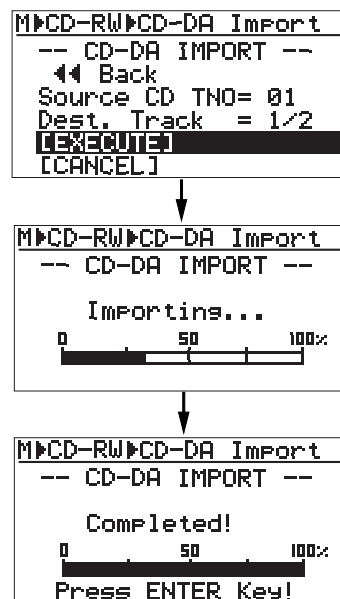 M▶CD-RW▶CD-DA Import
-- CD-DA IMPORT --
◀◀ Back
Source CD TNO= 01
Dest. Track = 1/2
[EXECUTE]
[CANCEL]
M▶CD-RW▶CD-DA Import
-- CD-DA IMPORT --
Importing...
0 50 100%
M▶CD-RW▶CD-DA Import
-- CD-DA IMPORT --
Completed!
0 50 100%
Press ENTER Key!